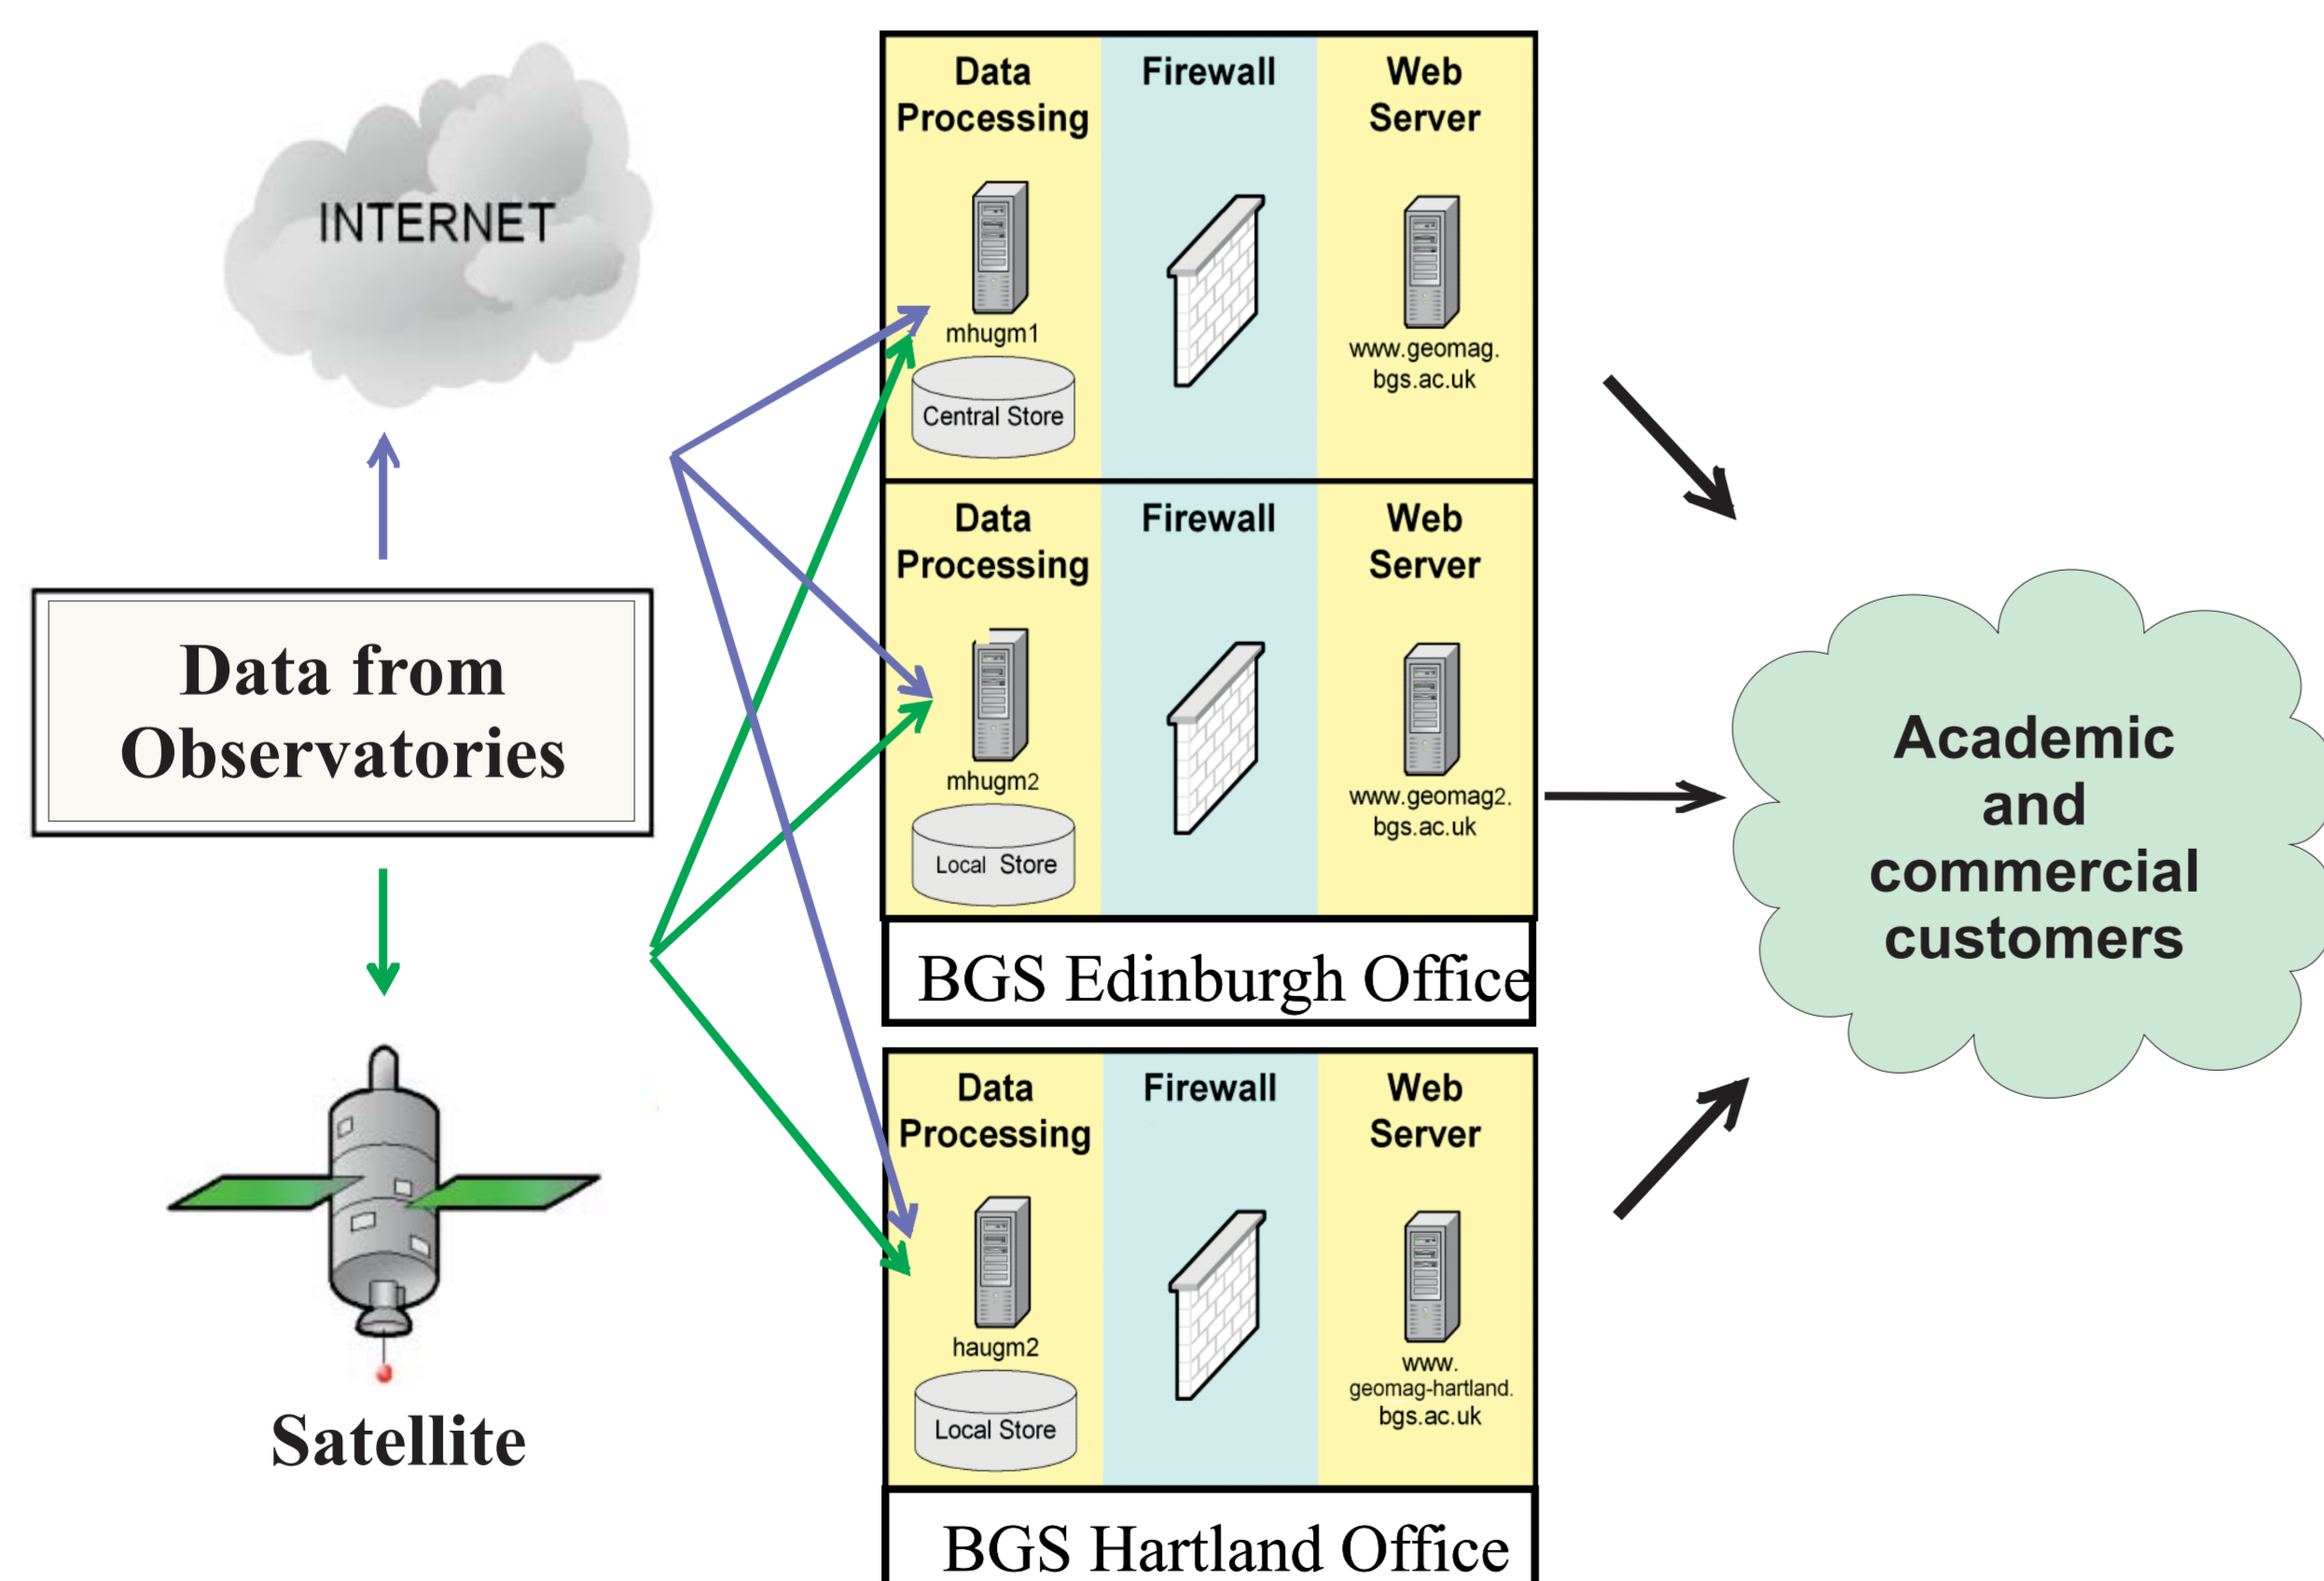 INTERNET
Data from
Observatories
Satellite
Data
Processing
Firewall
Web
Server
mhugm1
Central Store
www.geomag.
bgs.ac.uk
Data
Processing
Firewall
Web
Server
mhugm2
Local Store
www.geomag2.
bgs.ac.uk
BGS Edinburgh Office
Data
Processing
Firewall
Web
Server
haugm2
Local Store
www.
geomag-hartland.
bgs.ac.uk
BGS Hartland Office
Academic
and
commercial
customers